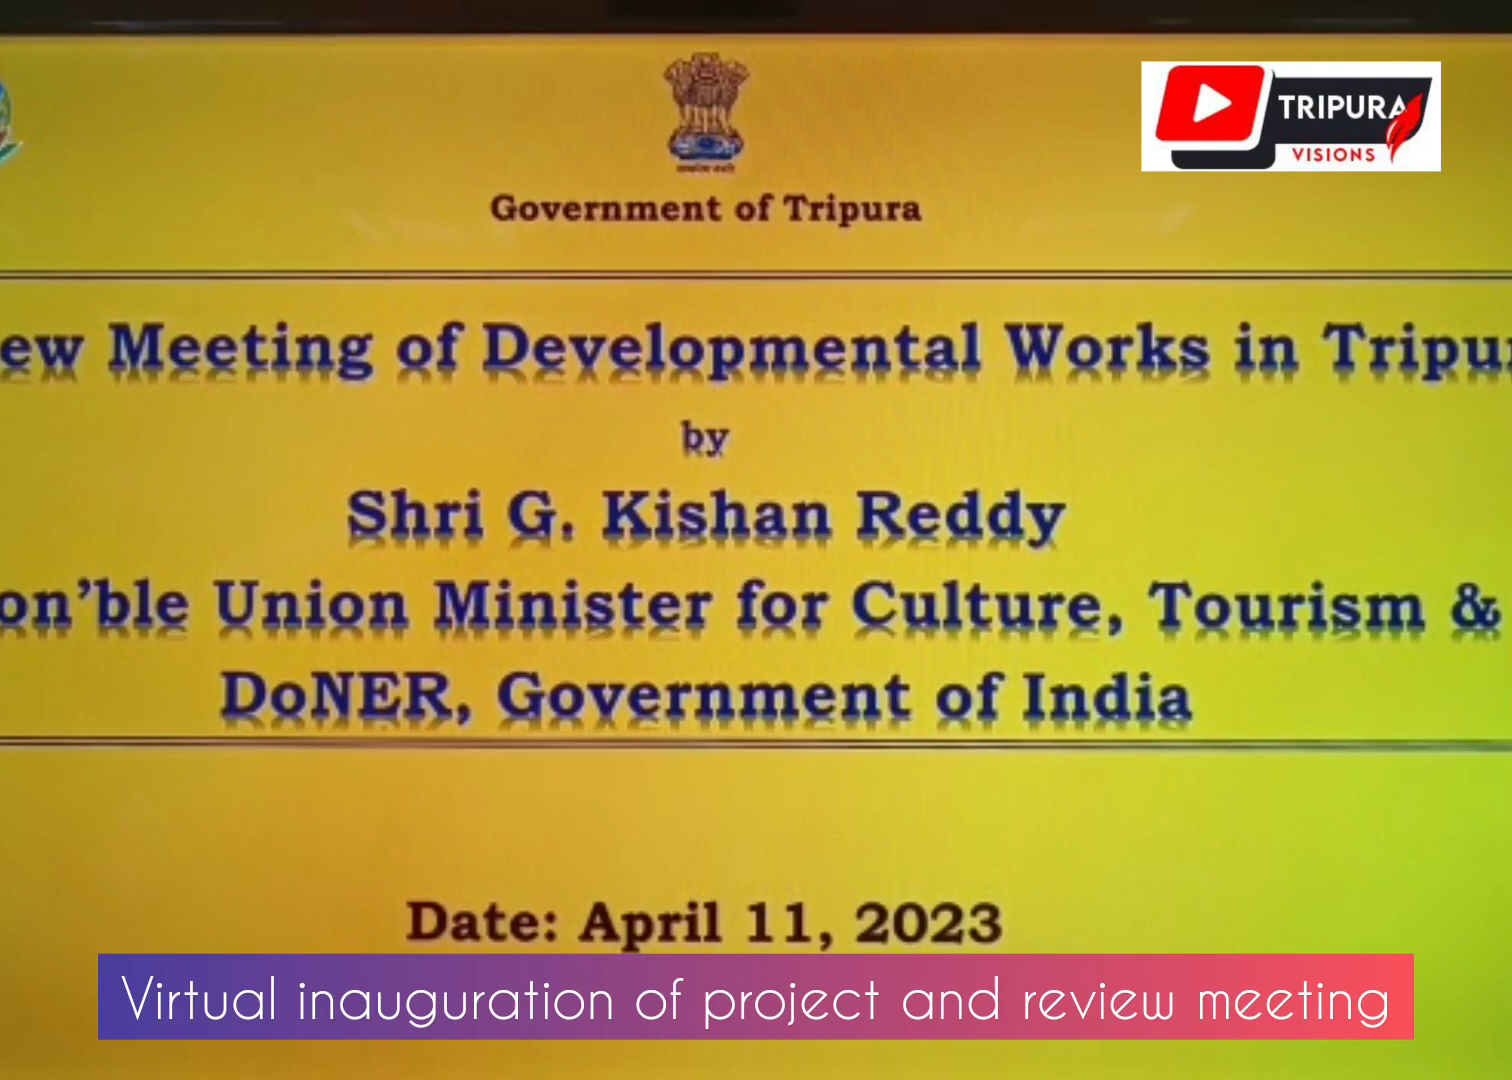 TRIPURA
VISIONS
Government of Tripura
ew Meeting of Developmental Works in Tripu
by
Shri G. Kishan Reddy
on'ble Union Minister for Culture, Tourism &
DoNER, Government of India
Date: April 11, 2023
Virtual inauguration of project and review meeting